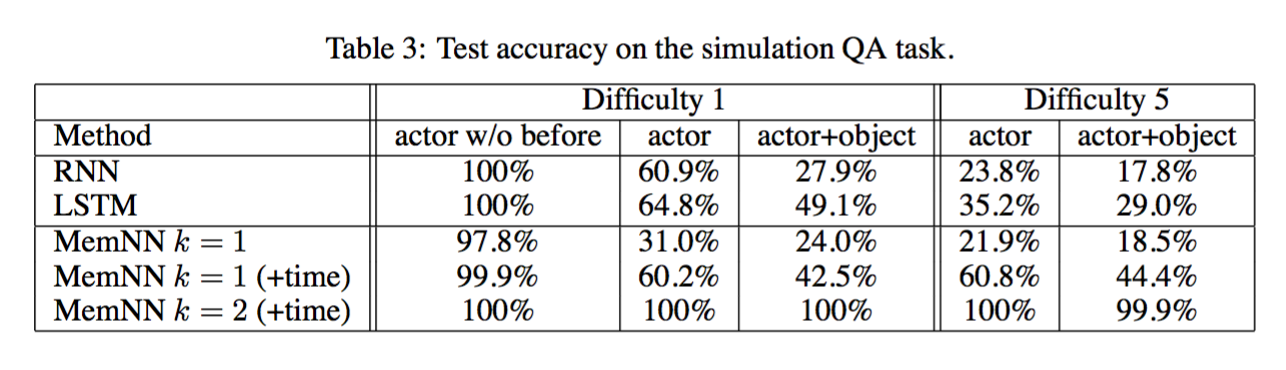 Table 3: Test accuracy on the simulation QA task.
Difficulty 1 Difficulty 5
Method actor w/o before actor actor+object actor actor+object
RNN 100% 60.9% 27.9% 23.8% 17.8%
LSTM 100% 64.8% 49.1% 35.2% 29.0%
MemNN k = 1 97.8% 31.0% 24.0% 21.9% 18.5%
MemNN k = 1 (+time) 99.9% 60.2% 42.5% 60.8% 44.4%
MemNN k = 2 (+time) 100% 100% 100% 100% 99.9%